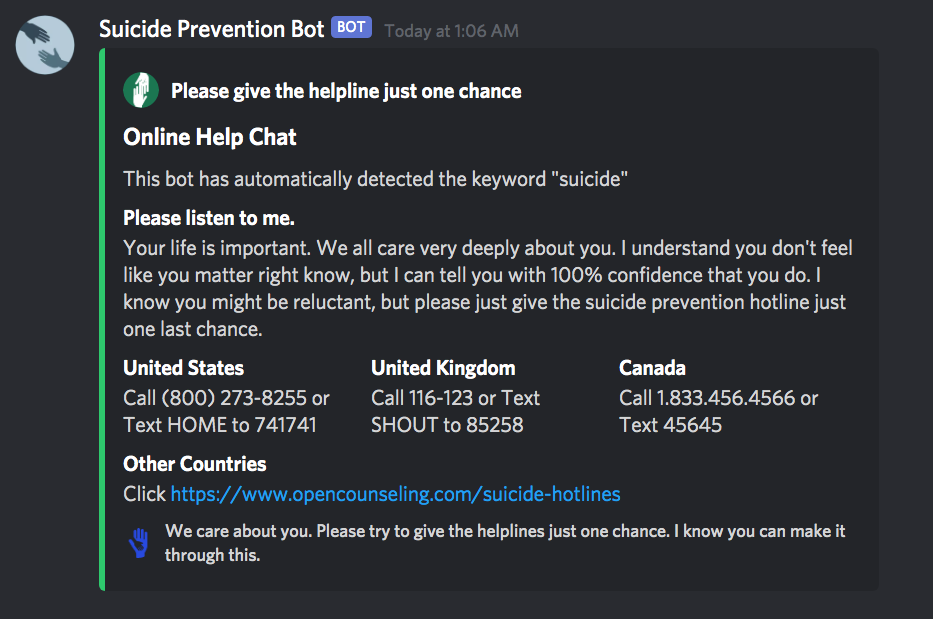 Suicide Prevention Bot BOT Today at 1:06 AM
Please give the helpline just one chance
Online Help Chat
This bot has automatically detected the keyword "suicide"
Please listen to me.
Your life is important. We all care very deeply about you. I understand you don't feel
like you matter right know, but I can tell you with 100% confidence that you do. I
know you might be reluctant, but please just give the suicide prevention hotline just
one last chance.
United States
Call (800) 273-8255 or
Text HOME to 741741
United Kingdom
Call 116-123 or Text
SHOUT to 85258
Canada
Call 1.833.456.4566 or
Text 45645
Other Countries
Click https://www.opencounseling.com/suicide-hotlines
We care about you. Please try to give the helplines just one chance. I know you can make it
through this.